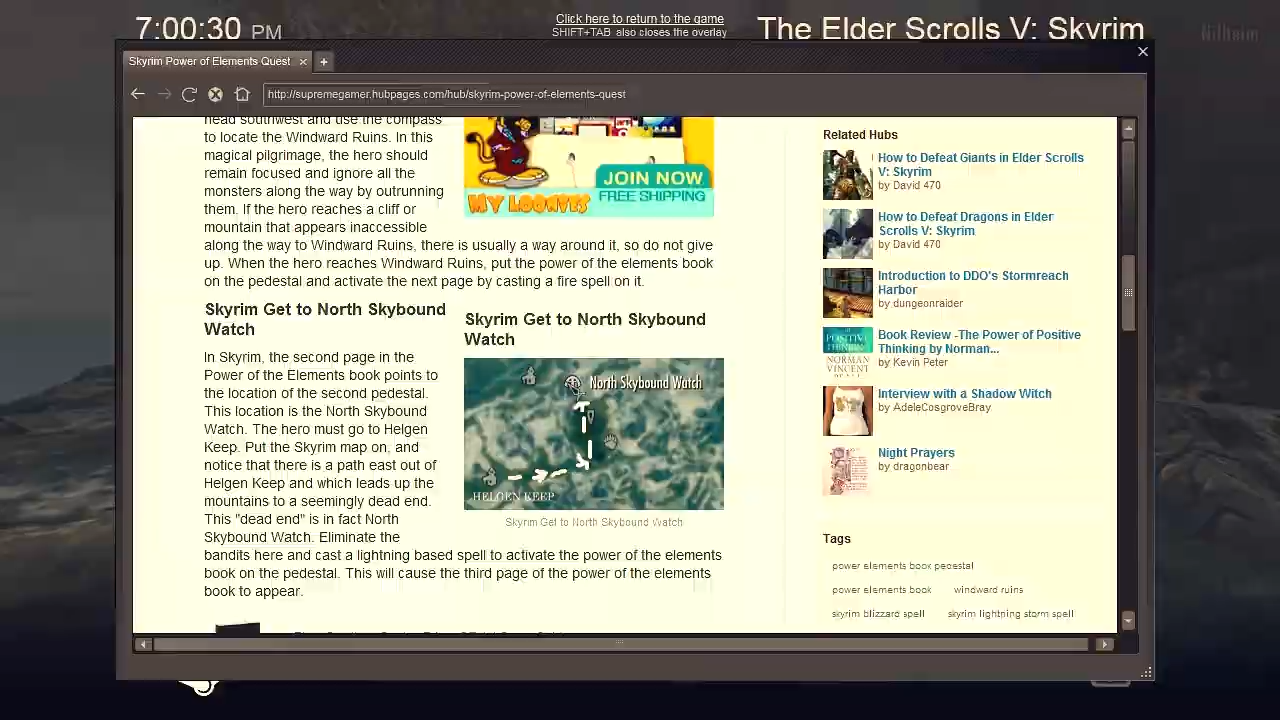 7:00:30 PM
Click here to return to the game
SHIFT+TAB also closes the overlay
The Elder Scrolls V: Skyrim
Nilheim
Skyrim Power of Elements Quest
http://supremegamer.hubpages.com/hub/skyrim-power-of-elements-quest
head southwest and use the compass
to locate the Windward Ruins. In this
magical pilgrimage, the hero should
remain focused and ignore all the
monsters along the way by outrunning
them. If the hero reaches a cliff or
mountain that appears inaccessible
along the way to Windward Ruins, there is usually a way around it, so do not give
up. When the hero reaches Windward Ruins, put the power of the elements book
on the pedestal and activate the next page by casting a fire spell on it.
JOIN NOW
FREE SHIPPING
MY LOONEYS
Skyrim Get to North Skybound
Watch
In Skyrim, the second page in the
Power of the Elements book points to
the location of the second pedestal.
This location is the North Skybound
Watch. The hero must go to Helgen
Keep. Put the Skyrim map on, and
notice that there is a path east out of
Helgen Keep and which leads up the
mountains to a seemingly dead end.
This "dead end" is in fact North
Skybound Watch. Eliminate the
bandits here and cast a lightning based spell to activate the power of the elements
book on the pedestal. This will cause the third page of the power of the elements
book to appear.
Skyrim Get to North Skybound
Watch
North Skybound Watch
HELGEN KEEP
Skyrim Get to North Skybound Watch
Related Hubs
How to Defeat Giants in Elder Scrolls
V: Skyrim
by David 470
How to Defeat Dragons in Elder
Scrolls V: Skyrim
by David 470
Introduction to DDO's Stormreach
Harbor
by dungeonraider
Book Review -The Power of Positive
Thinking by Norman...
by Kevin Peter
POSITIVE
THINKING
NORMAN
VINCENT
Interview with a Shadow Witch
by AdeleCosgroveBray
Night Prayers
by dragonbear
Tags
power elements book pedestal
power elements book
windward ruins
skyrim blizzard spell
skyrim lightning storm spell